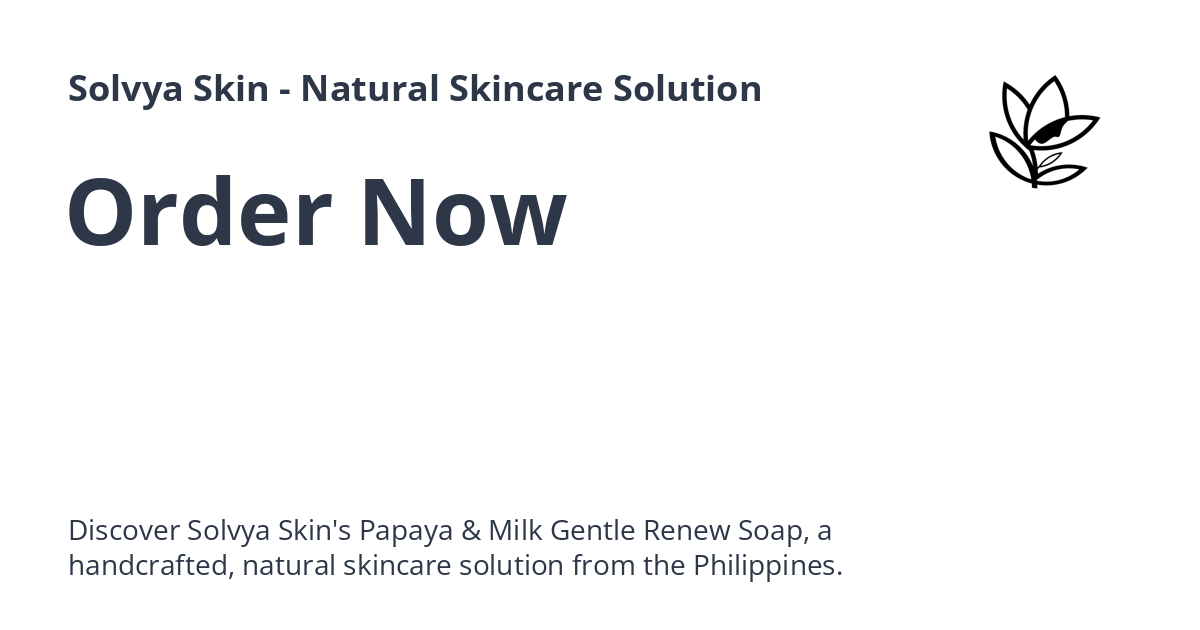 Solvya Skin - Natural Skincare Solution
Order Now
Discover Solvya Skin's Papaya & Milk Gentle Renew Soap, a
handcrafted, natural skincare solution from the Philippines.